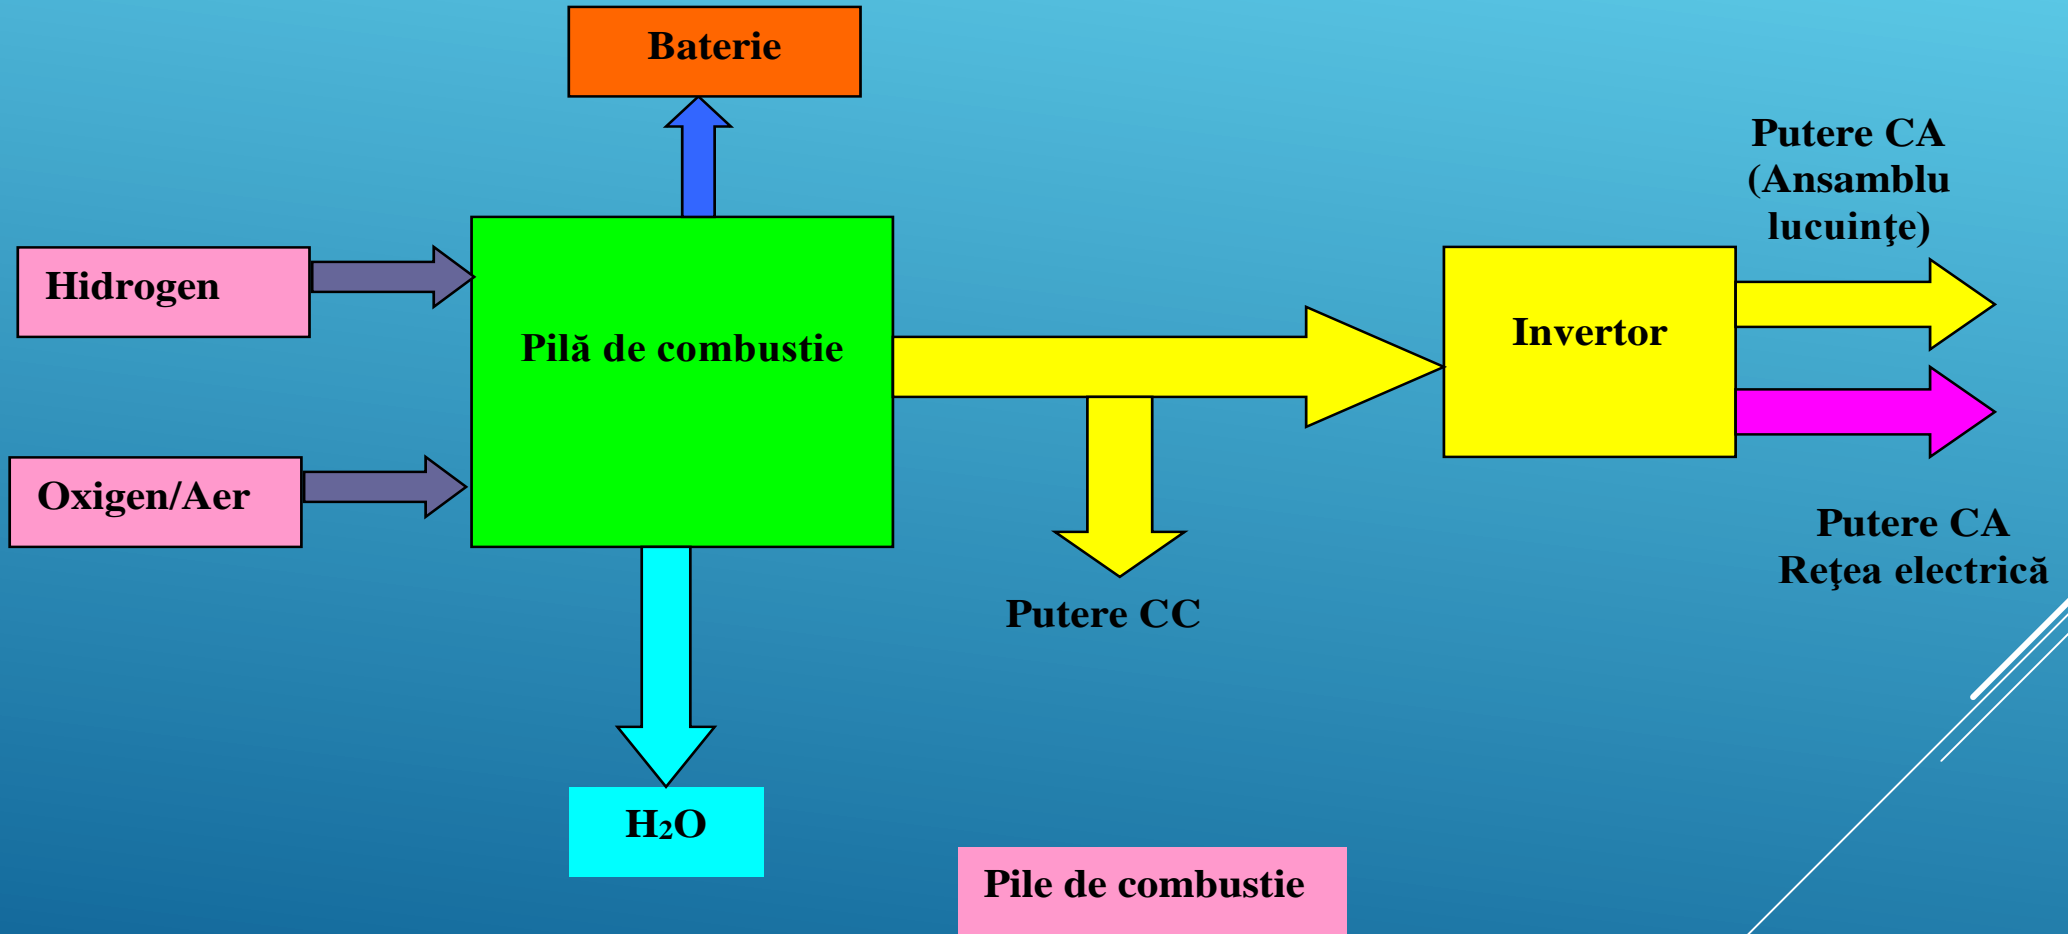 Baterie
Putere CA
(Ansamblu
lucuinţe)
Hidrogen
Pilă de combustie
Invertor
Oxigen/Aer
Putere CA
Reţea electrică
Putere CC
H₂O
Pile de combustie